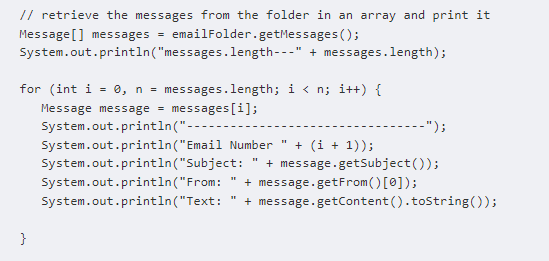 // retrieve the messages from the folder in an array and print it
Message[] messages = emailFolder.getMessages();
System.out.println("messages.length---" + messages.length);

for (int i = 0, n = messages.length; i < n; i++) {
   Message message = messages[i];
   System.out.println("---------------------------------");
   System.out.println("Email Number " + (i + 1));
   System.out.println("Subject: " + message.getSubject());
   System.out.println("From: " + message.getFrom()[0]);
   System.out.println("Text: " + message.getContent().toString());

}